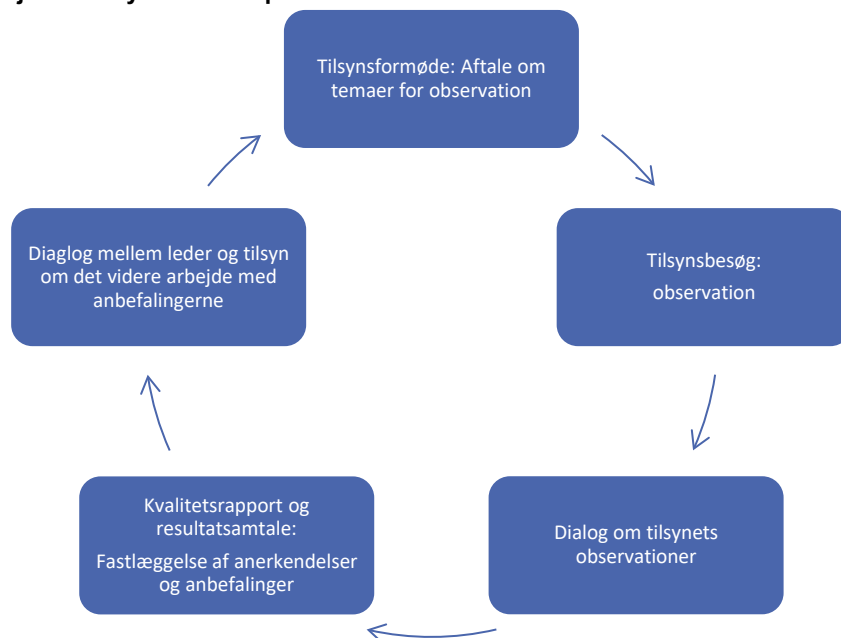 Tilsynsformøde: Aftale om
temaer for observation
Tilsynsbesøg:
observation
Dialog om tilsynets
observationer
Kvalitetsrapport og
resultatsamtale:
Fastlæggelse af anerkendelser
og anbefalinger
Diaglog mellem leder og tilsyn
om det videre arbejde med
anbefalingerne